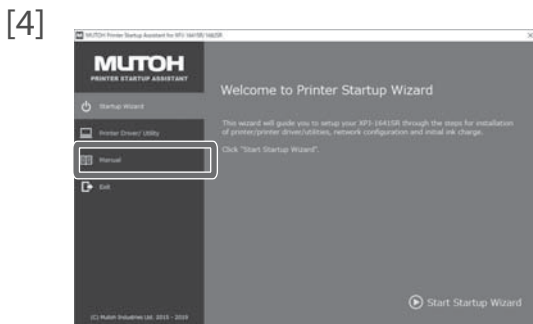 [4]
MUTOH Printer Startup Assistant for XPJ-1641SR/
MUTOH
PRINTER STARTUP ASSISTANT
Startup Wizard
Printer Driver/ Utility
Manual
Exit
Welcome to Printer Startup Wizard
This wizard will guide you to setup your XPJ-1641SR through the steps for installation
of printer/printer driver/utilities, network configuration and initial ink charge.
Click "Start Startup Wizard".
Start Startup Wizard
(C) Mutoh Industries Ltd. 2015 - 2019